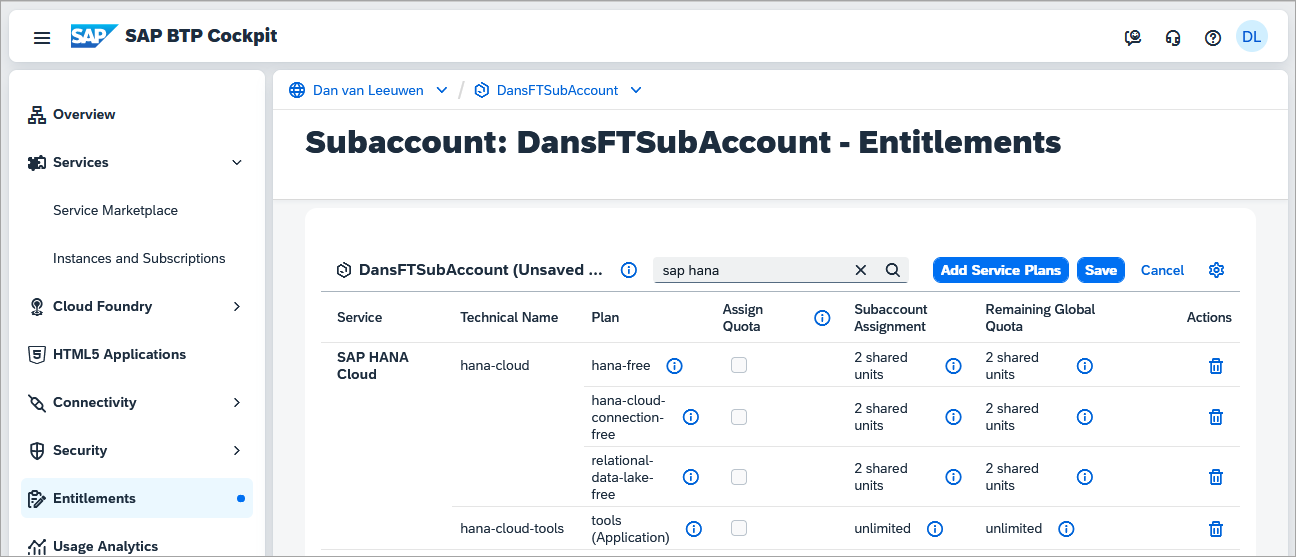 SAP SAP BTP Cockpit
DL
Overview
Services
Service Marketplace
Instances and Subscriptions
Cloud Foundry
HTML5 Applications
Connectivity
Security
Entitlements
Usage Analytics
Dan van Leeuwen / DansFTSubAccount
Subaccount: DansFTSubAccount - Entitlements
DansFTSubAccount (Unsaved ...
sap hana
Add Service Plans
Save
Cancel
Service
Technical Name
Plan
Assign
Quota
Subaccount
Assignment
Remaining Global
Quota
Actions
SAP HANA
Cloud
hana-cloud
hana-free
2 shared
units
2 shared
units
hana-cloud-
connection-
free
2 shared
units
2 shared
units
relational-
data-lake-
free
2 shared
units
2 shared
units
hana-cloud-tools
tools
(Application)
unlimited
unlimited